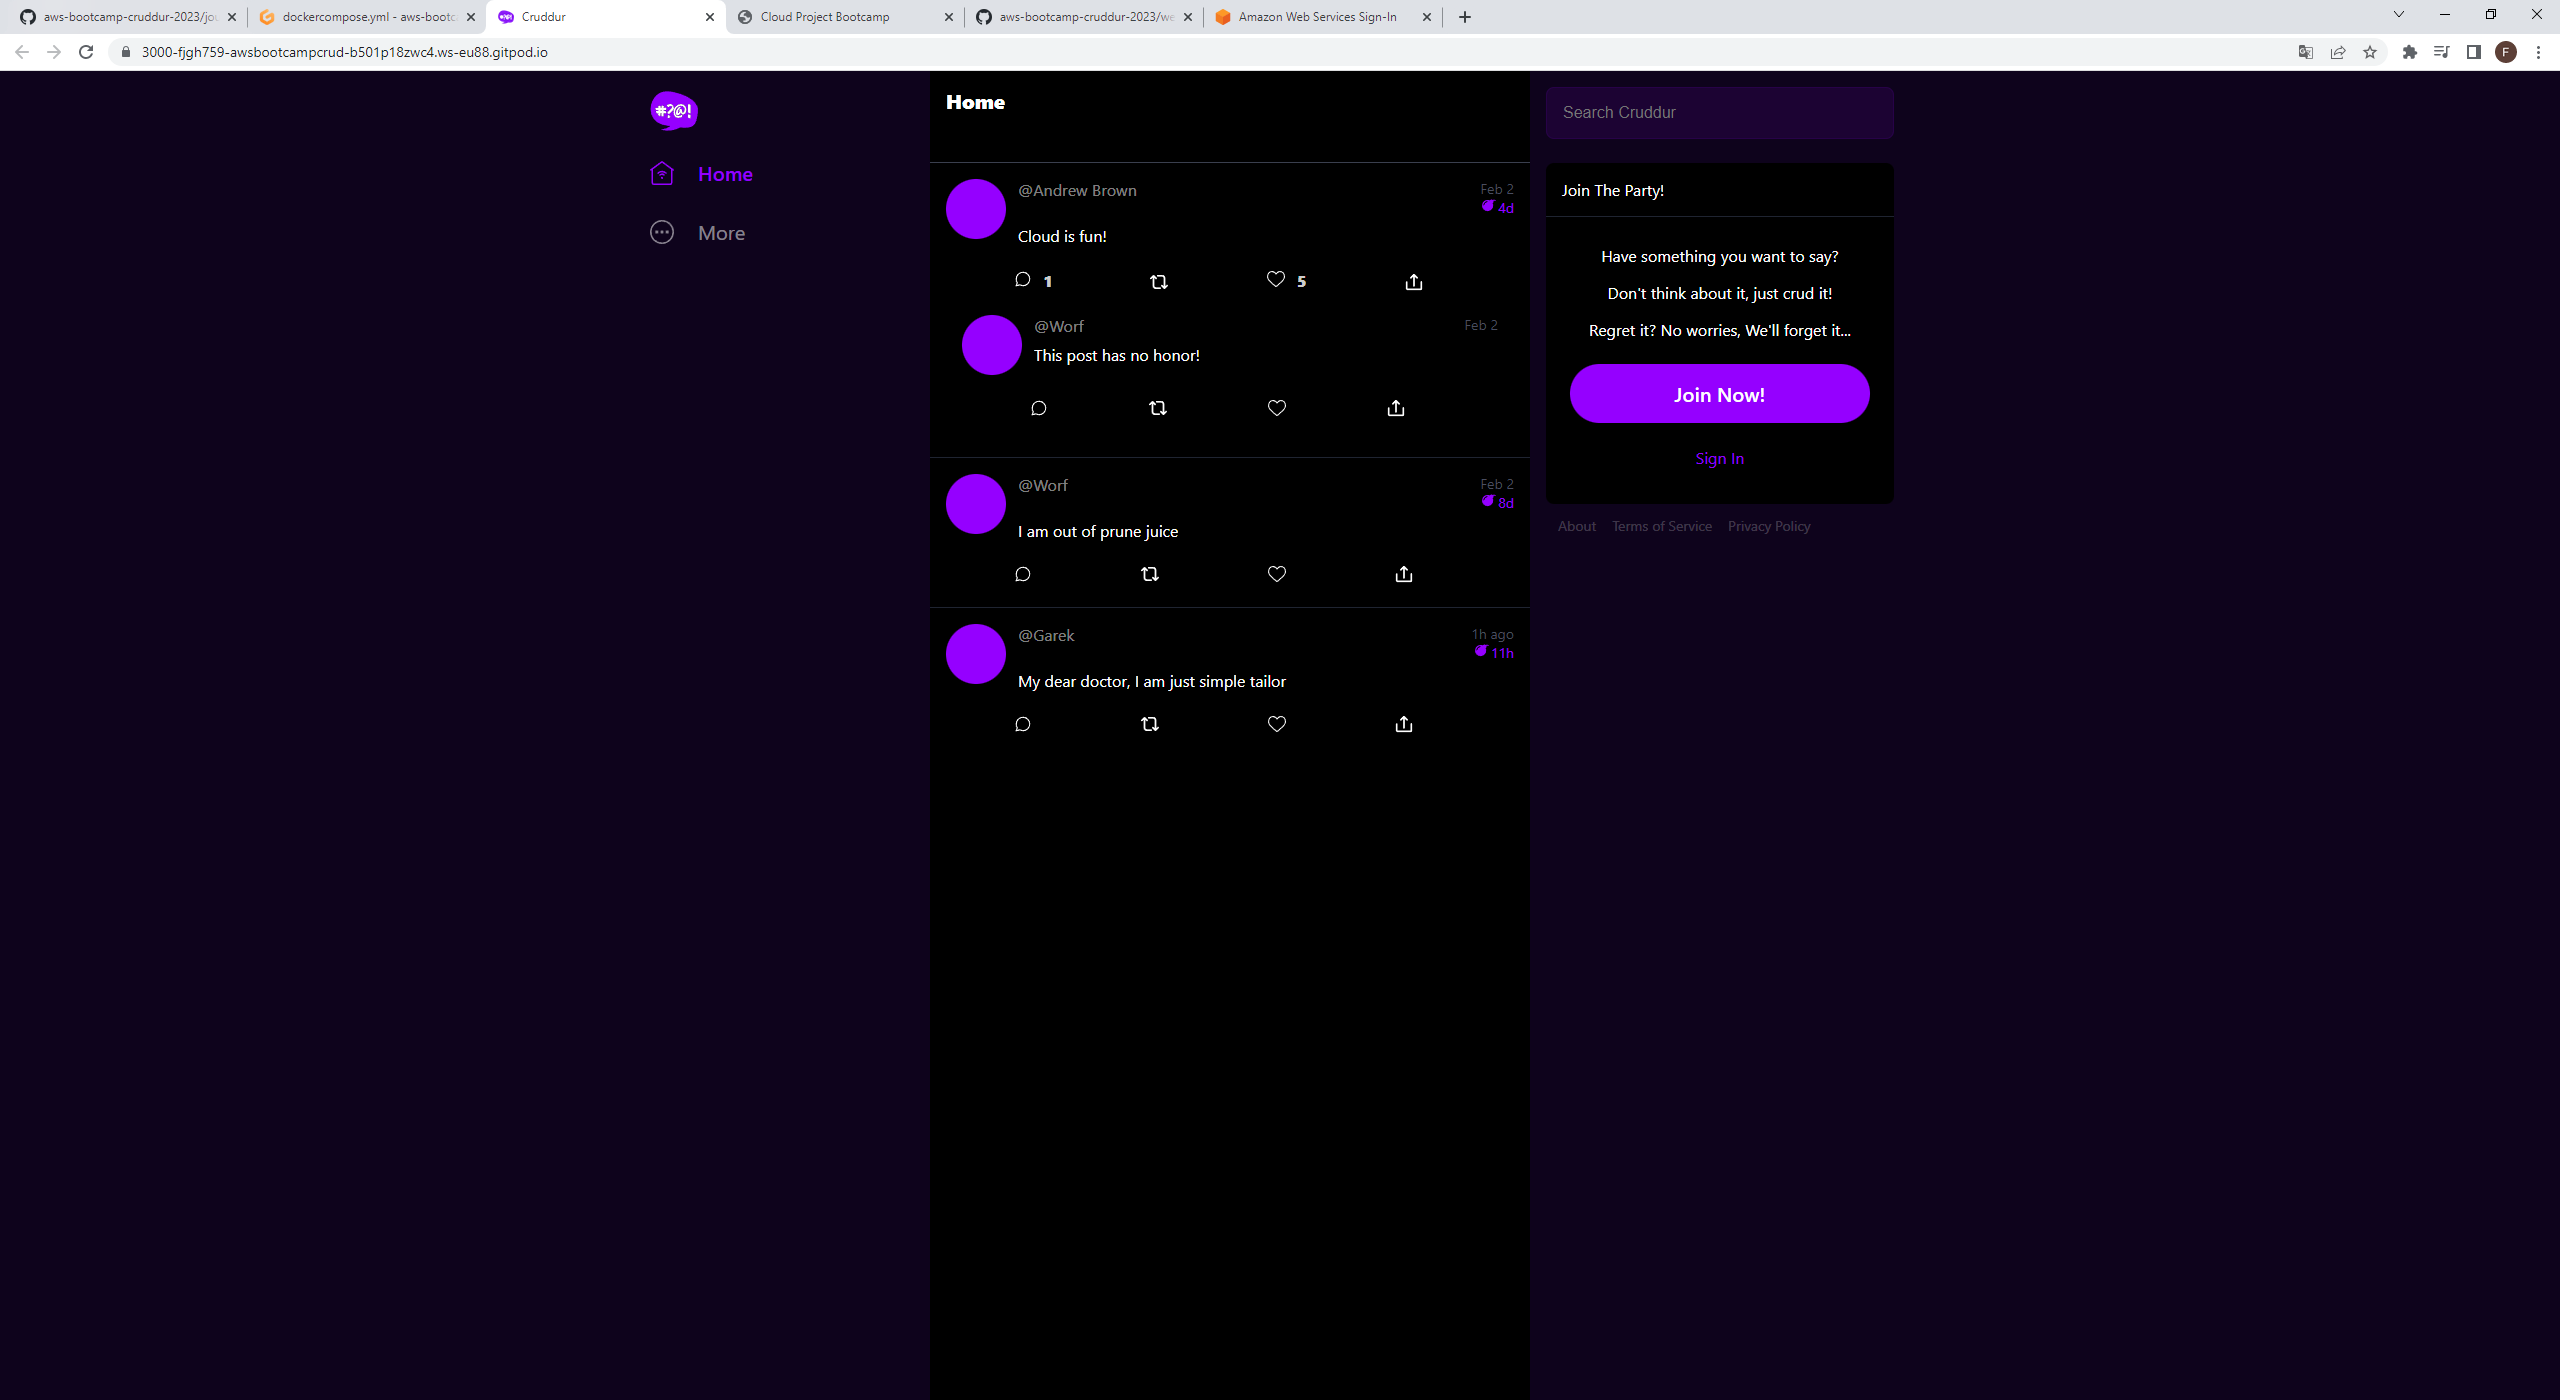 aws-bootcamp-cruddur-2023/jou
dockercompose.yml - aws-bootc
Cruddur
Cloud Project Bootcamp
aws-bootcamp-cruddur-2023/we
Amazon Web Services Sign-In
3000-fjgh759-awsbootcampcrud-b501p18zwc4.ws-eu88.gitpod.io
F
#?@!
Home
More
Home
@Andrew Brown
Feb 2
4d
Cloud is fun!
1
5
@Worf
Feb 2
This post has no honor!
@Worf
Feb 2
8d
I am out of prune juice
@Garek
1h ago
11h
My dear doctor, I am just simple tailor
Search Cruddur
Join The Party!
Have something you want to say?
Don't think about it, just crud it!
Regret it? No worries, We'll forget it...
Join Now!
Sign In
About Terms of Service Privacy Policy